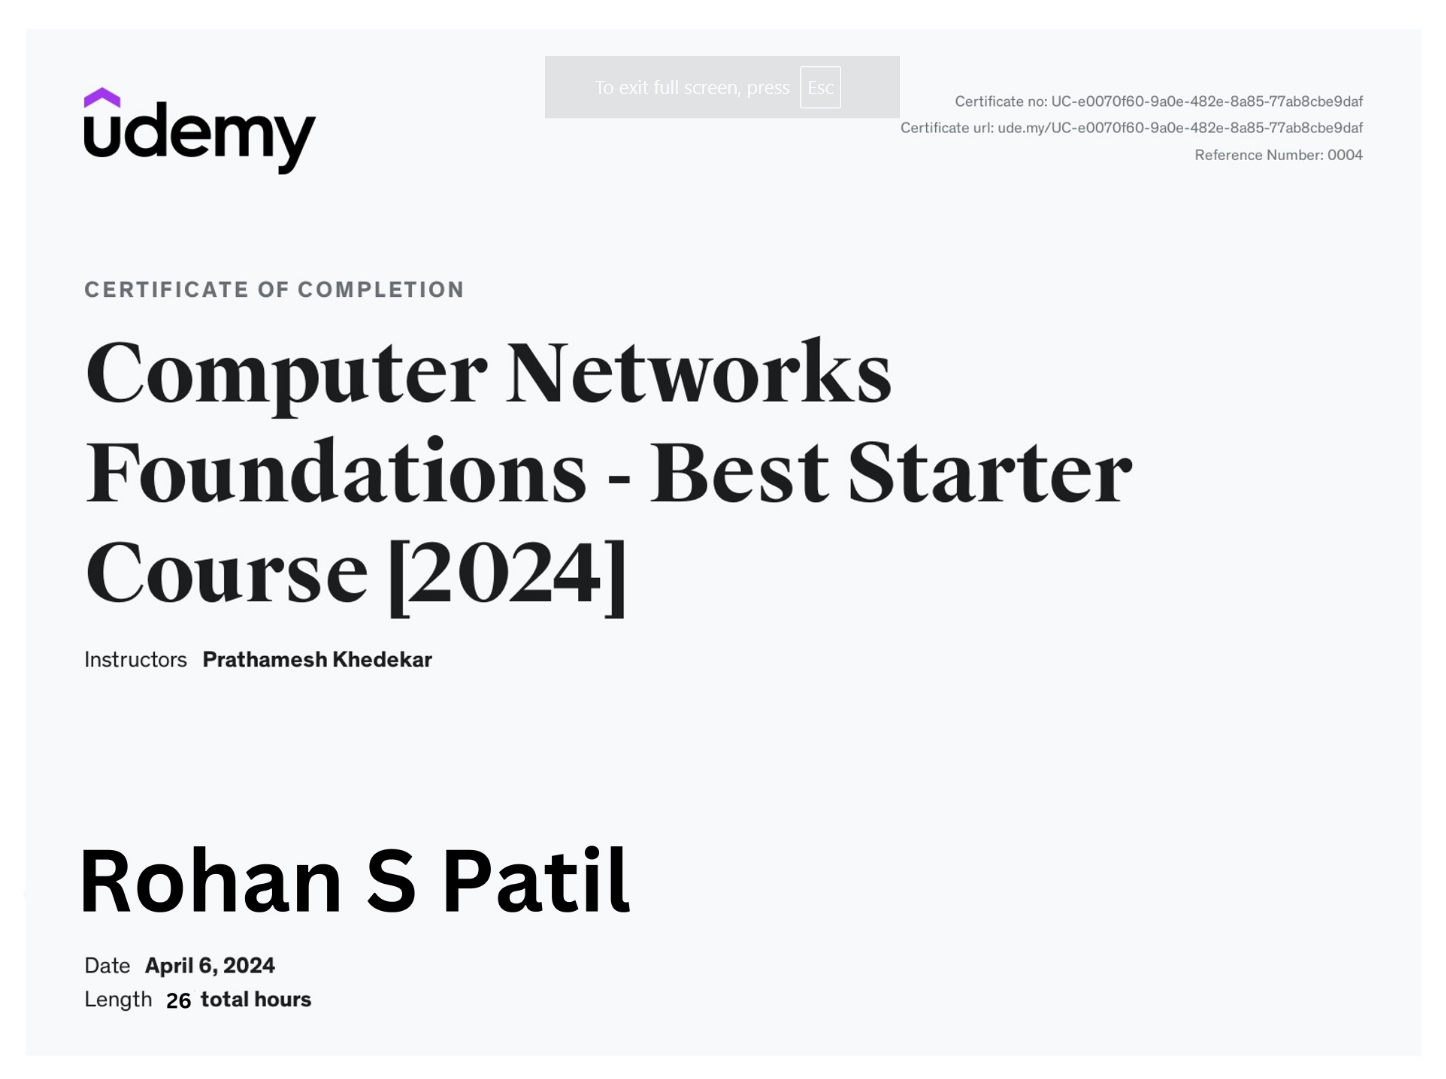 udemy
To exit full screen, press Esc
Certificate no: UC-e0070f60-9a0e-482e-8a85-77ab8cbe9daf
Certificate url: ude.my/UC-e0070f60-9a0e-482e-8a85-77ab8cbe9daf
Reference Number: 0004
CERTIFICATE OF COMPLETION
Computer Networks
Foundations - Best Starter
Course [2024]
Instructors Prathamesh Khedekar
Rohan S Patil
Date April 6, 2024
Length 26 total hours